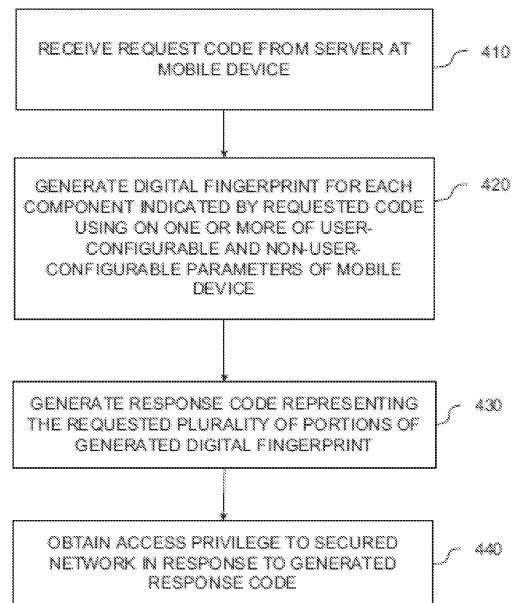 RECEIVE REQUEST CODE FROM SERVER AT
MOBILE DEVICE
410
GENERATE DIGITAL FINGERPRINT FOR EACH
COMPONENT INDICATED BY REQUESTED CODE
USING ON ONE OR MORE OF USER-
CONFIGURABLE AND NON-USER-
CONFIGURABLE PARAMETERS OF MOBILE
DEVICE
420
GENERATE RESPONSE CODE REPRESENTING
THE REQUESTED PLURALITY OF PORTIONS OF
GENERATED DIGITAL FINGERPRINT
430
OBTAIN ACCESS PRIVILEGE TO SECURED
NETWORK IN RESPONSE TO GENERATED
RESPONSE CODE
440